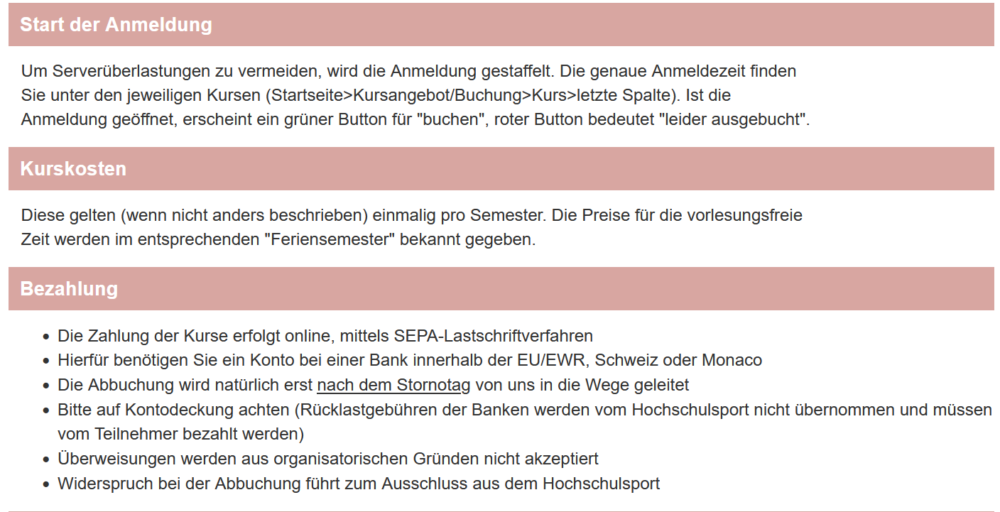 Start der Anmeldung
Um Serverüberlastungen zu vermeiden, wird die Anmeldung gestaffelt. Die genaue Anmeldezeit finden
Sie unter den jeweiligen Kursen (Startseite>Kursangebot/Buchung>Kurs>letzte Spalte). Ist die
Anmeldung geöffnet, erscheint ein grüner Button für "buchen", roter Button bedeutet "leider ausgebucht".
Kurskosten
Diese gelten (wenn nicht anders beschrieben) einmalig pro Semester. Die Preise für die vorlesungsfreie
Zeit werden im entsprechenden "Feriensemester" bekannt gegeben.
Bezahlung
• Die Zahlung der Kurse erfolgt online, mittels SEPA-Lastschriftverfahren
• Hierfür benötigen Sie ein Konto bei einer Bank innerhalb der EU/EWR, Schweiz oder Monaco
• Die Abbuchung wird natürlich erst nach dem Stornotag von uns in die Wege geleitet
• Bitte auf Kontodeckung achten (Rücklastgebühren der Banken werden vom Hochschulsport nicht übernommen und müssen
vom Teilnehmer bezahlt werden)
• Überweisungen werden aus organisatorischen Gründen nicht akzeptiert
• Widerspruch bei der Abbuchung führt zum Ausschluss aus dem Hochschulsport